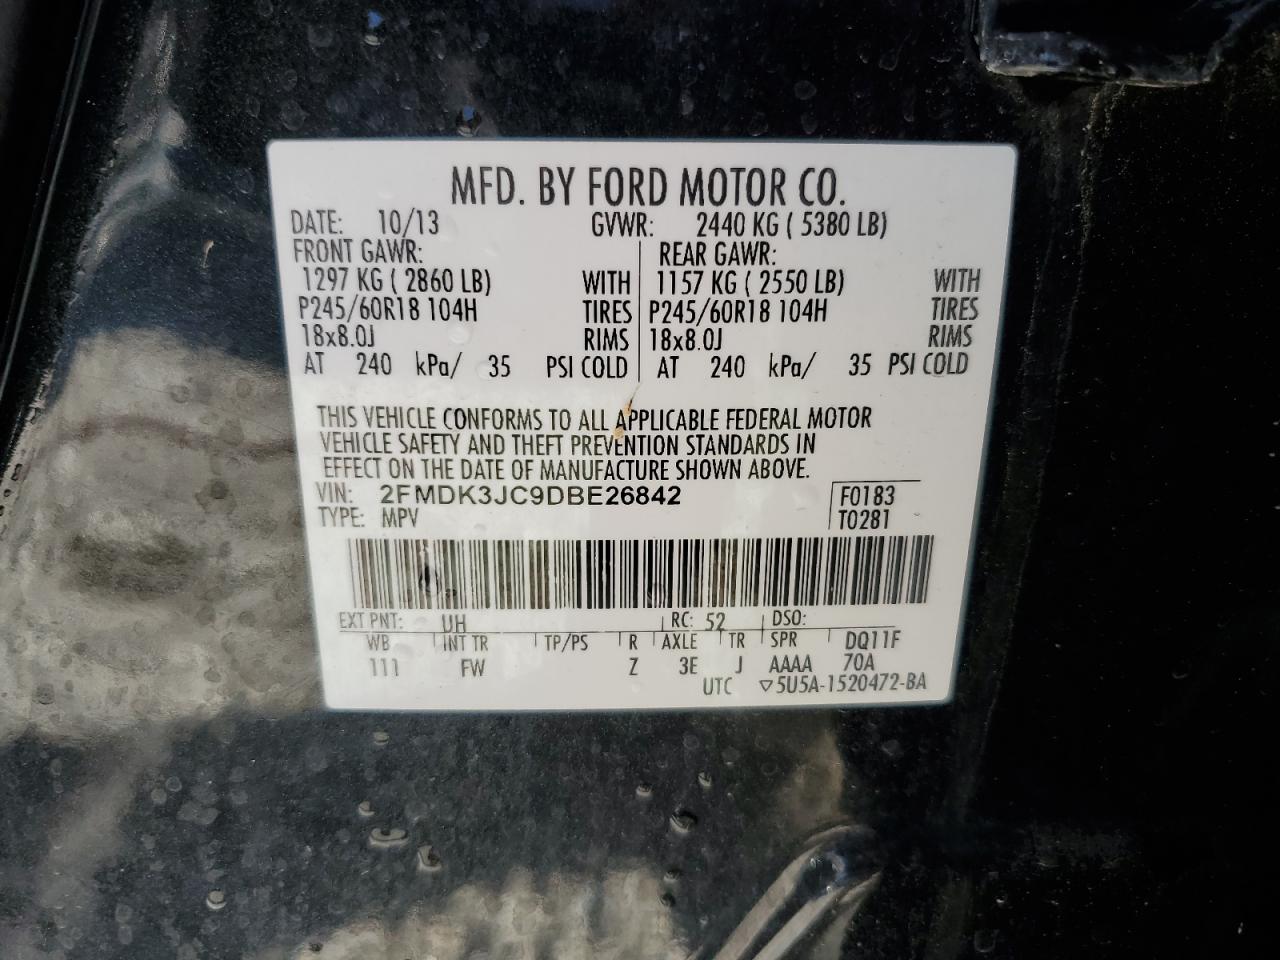 MFD. BY FORD MOTOR CO.
DATE: 10/13 GVWR: 2440 KG ( 5380 LB)
FRONT GAWR: REAR GAWR:
1297 KG ( 2860 LB) WITH 1157 KG ( 2550 LB) WITH
P245/60R18 104H TIRES P245/60R18 104H TIRES
18x8.0J RIMS 18x8.0J RIMS
AT 240 kPa/ 35 PSI COLD AT 240 kPa/ 35 PSI COLD
THIS VEHICLE CONFORMS TO ALL APPLICABLE FEDERAL MOTOR
VEHICLE SAFETY AND THEFT PREVENTION STANDARDS IN
EFFECT ON THE DATE OF MANUFACTURE SHOWN ABOVE.
VIN: 2FMDK3JC9DBE26842 F0183
TYPE: MPV T0281
EXT PNT: UH RC: 52 DSO:
WB INT TR TP/PS R AXLE TR SPR DQ11F
111 FW Z 3E J AAAA 70A
UTC ▽5U5A-1520472-BA